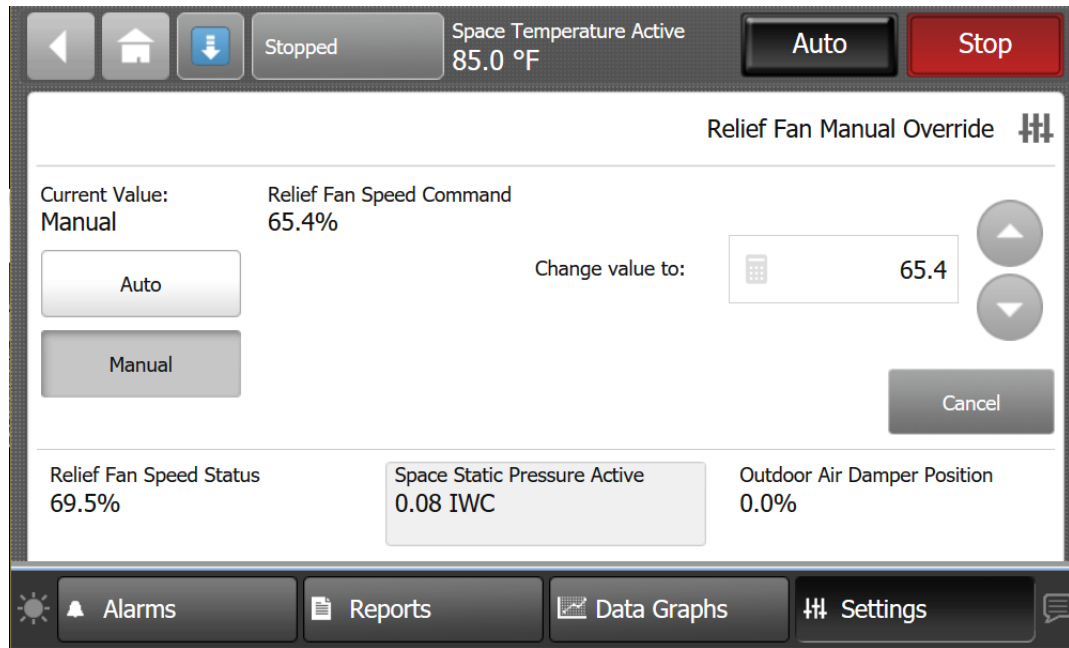 Stopped
Space Temperature Active
85.0 °F
Auto
Stop
Relief Fan Manual Override
Current Value:
Manual
Relief Fan Speed Command
65.4%
Auto
Change value to:
65.4
Manual
Cancel
Relief Fan Speed Status
69.5%
Space Static Pressure Active
0.08 IWC
Outdoor Air Damper Position
0.0%
Alarms
Reports
Data Graphs
Settings